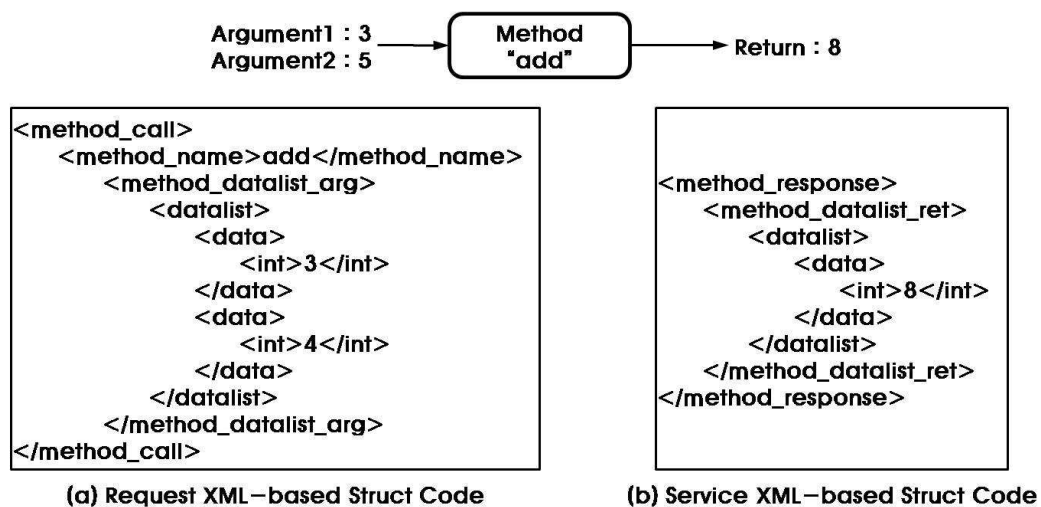 Argument1 : 3
Argument2 : 5
Method
"add"
Return : 8
<method_call>
<method_name>add</method_name>
<method_datalist_arg>
<datalist>
<data>
<int>3</int>
</data>
<data>
<int>4</int>
</data>
</datalist>
</method_datalist_arg>
</method_call>
(a) Request XML-based Struct Code
<method_response>
<method_datalist_ret>
<datalist>
<data>
<int>8</int>
</data>
</datalist>
</method_datalist_ret>
</method_response>
(b) Service XML-based Struct Code